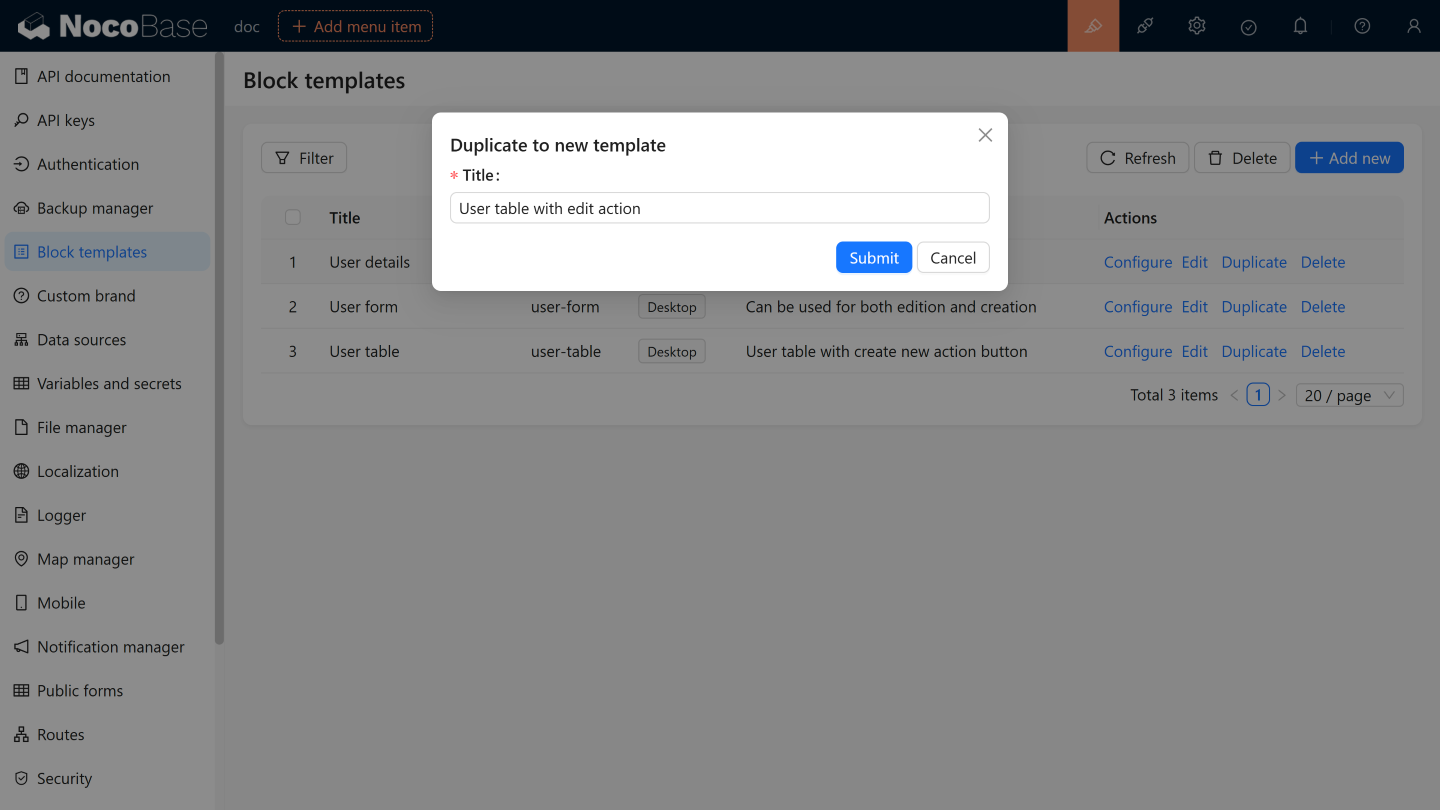 NocoBase doc Add menu item
API documentation
API keys
Authentication
Backup manager
Block templates
Custom brand
Data sources
Variables and secrets
File manager
Localization
Logger
Map manager
Mobile
Notification manager
Public forms
Routes
Security
Block templates
Filter Refresh Delete Add new
Title Actions
1 User details Configure Edit Duplicate Delete
2 User form user-form Desktop Can be used for both edition and creation Configure Edit Duplicate Delete
3 User table user-table Desktop User table with create new action button Configure Edit Duplicate Delete
Total 3 items < 1 > 20 / page
Duplicate to new template
* Title:
User table with edit action
Submit Cancel